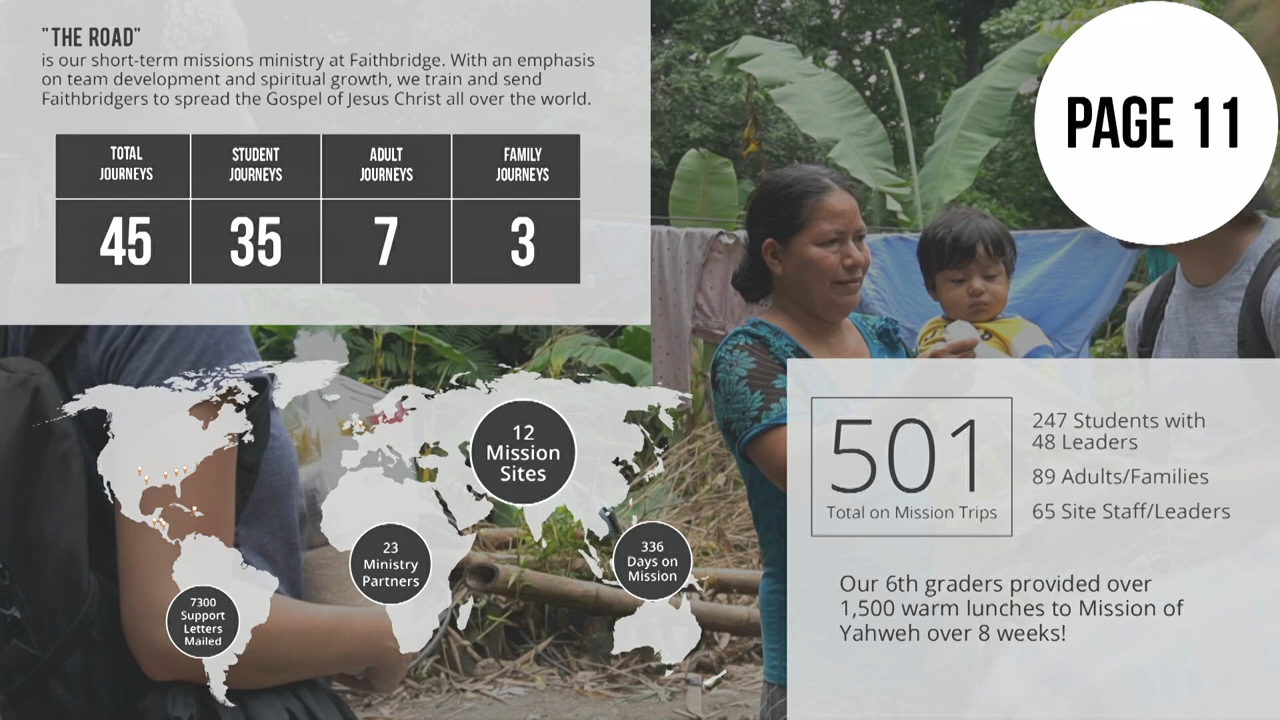 "THE ROAD"
is our short-term missions ministry at Faithbridge. With an emphasis
on team development and spiritual growth, we train and send
Faithbridgers to spread the Gospel of Jesus Christ all over the world.
TOTAL
JOURNEYS
45
STUDENT
JOURNEYS
35
ADULT
JOURNEYS
7
FAMILY
JOURNEYS
3
PAGE 11
12
Mission
Sites
23
Ministry
Partners
336
Days on
Mission
7300
Support
Letters
Mailed
501
Total on Mission Trips
247 Students with
48 Leaders
89 Adults/Families
65 Site Staff/Leaders
Our 6th graders provided over
1,500 warm lunches to Mission of
Yahweh over 8 weeks!